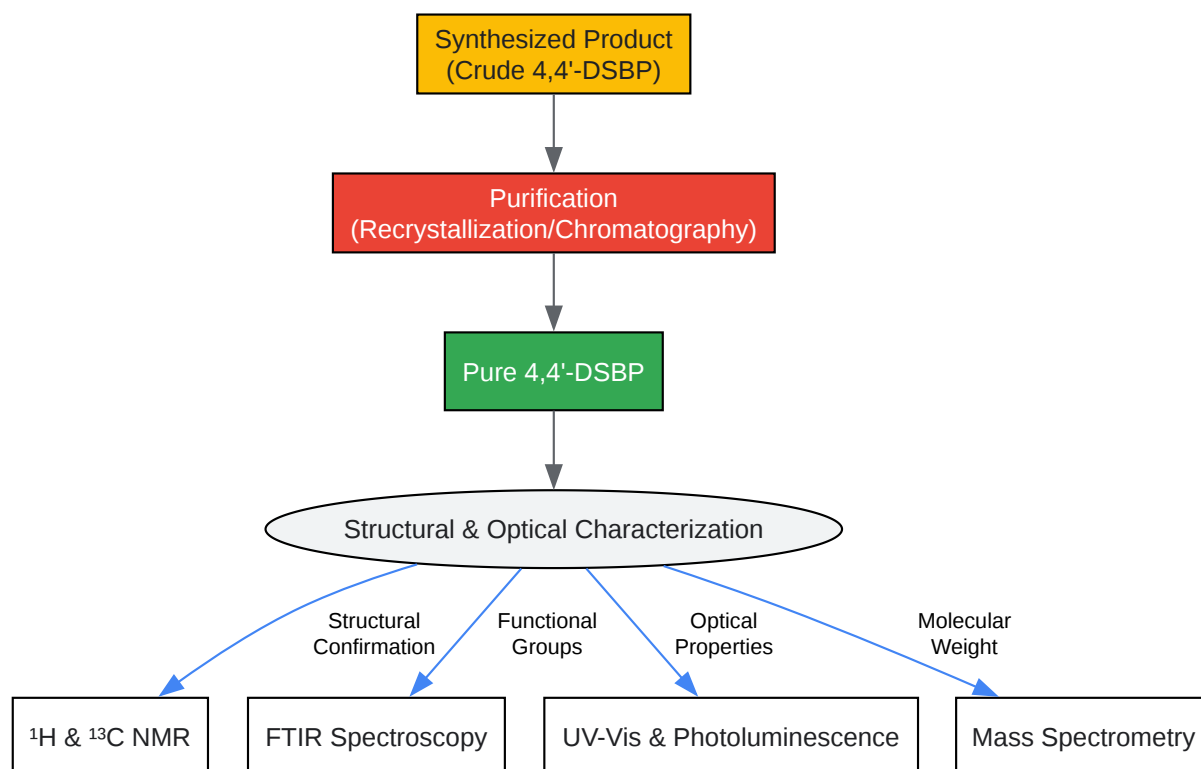 Synthesized Product
(Crude 4,4'-DSBP)
Purification
(Recrystallization/Chromatography)
Pure 4,4'-DSBP
Structural & Optical Characterization
Structural
Confirmation
Functional
Groups
Optical
Properties
Molecular
Weight
¹H & ¹³C NMR
FTIR Spectroscopy
UV-Vis & Photoluminescence
Mass Spectrometry